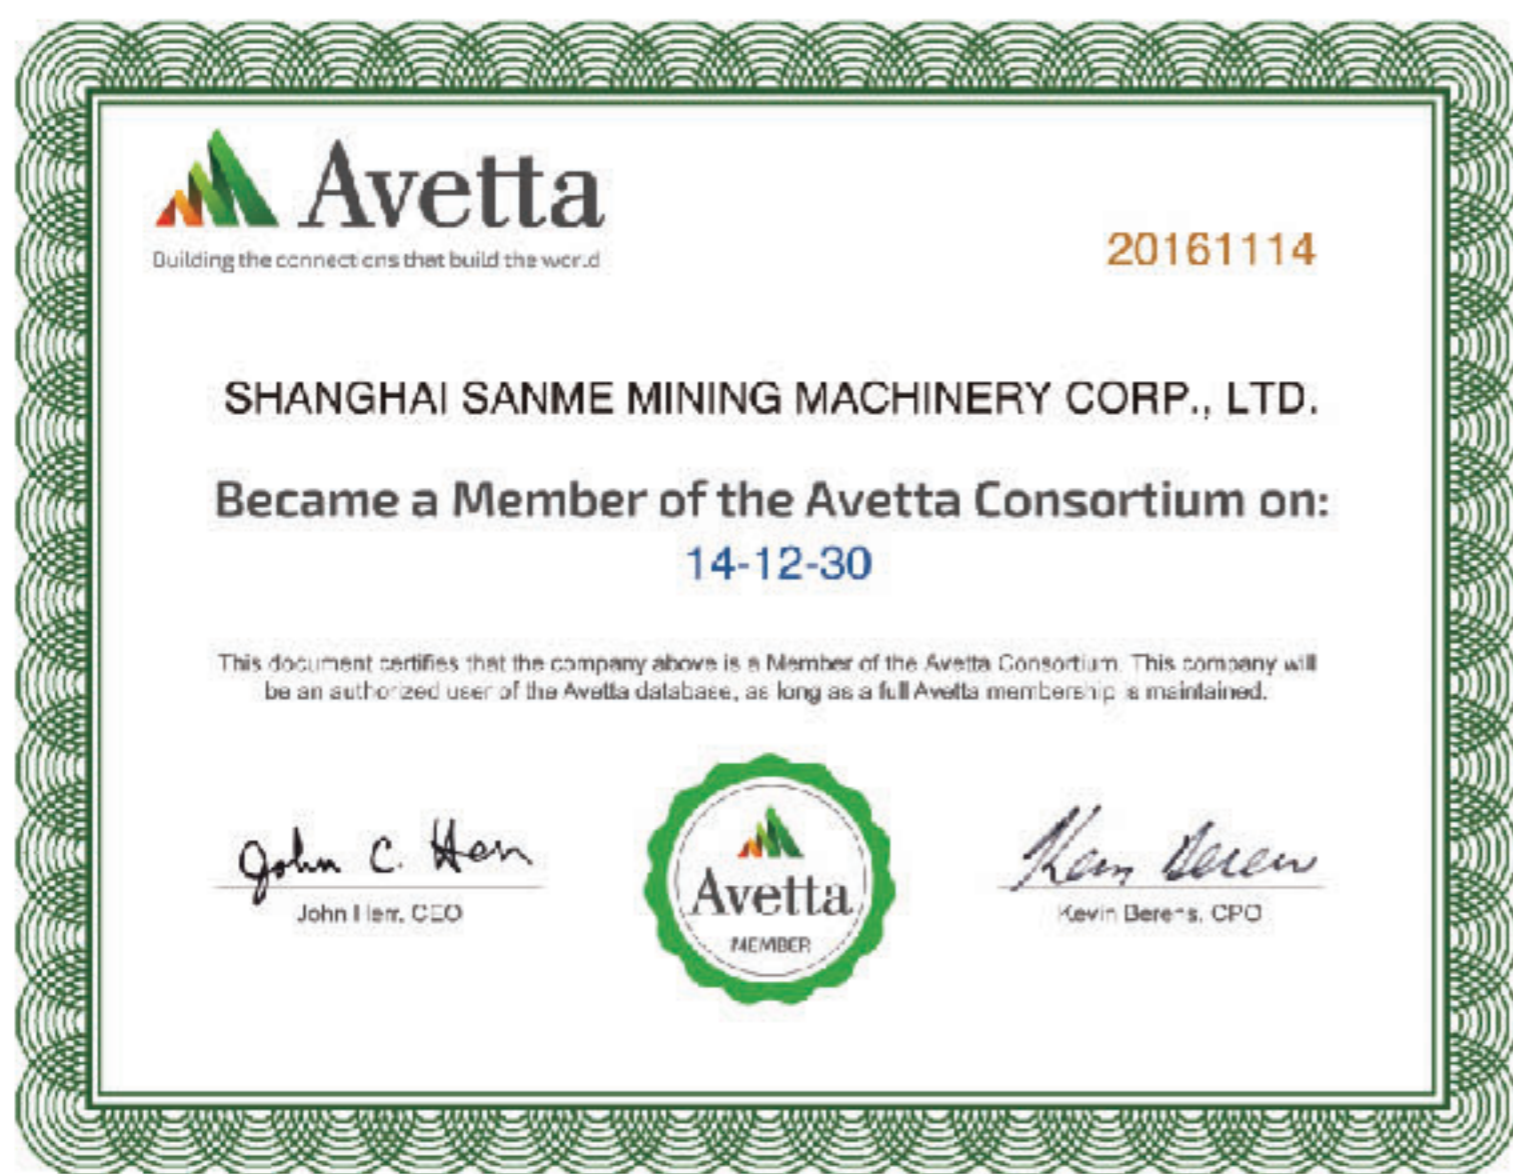 Avetta
Building the connections that build the world
20161114
SHANGHAI SANME MINING MACHINERY CORP., LTD.
Became a Member of the Avetta Consortium on:
14-12-30
This document certifies that the company above is a Member of the Avetta Consortium. This company will
be an authorized user of the Avetta database, as long as a full Avetta membership is maintained.
John C. Herr
John Herr, CEO
Avetta
MEMBER
Kevin Berens, CPO